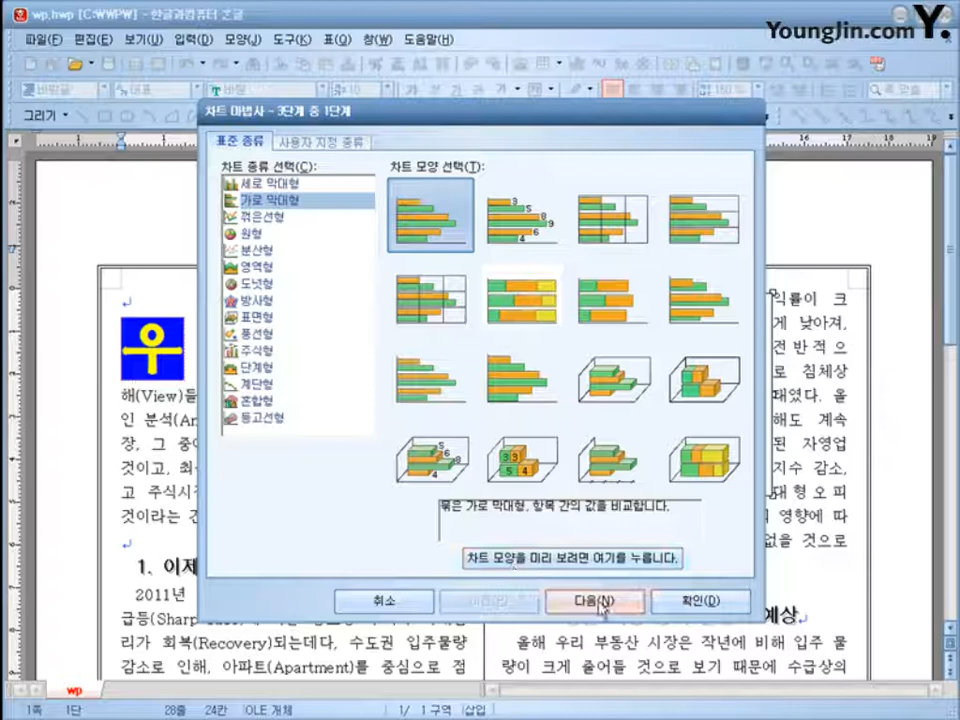 wp.hwp [C:₩WPW] - 한글과컴퓨터 한글
YoungJin.com Y.
파일(F) 편집(E) 보기(U) 입력(D) 모양(J) 도구(K) 표(Q) 창(W) 도움말(H)
그리기
차트 마법사 - 3단계 중 1단계
표준 종류 사용자 지정 종류
차트 종류 선택(C): 차트 모양 선택(T):
세로 막대형
가로 막대형
꺾은선형
원형
분산형
영역형
도넛형
방사형
표면형
풍선형
주식형
단계형
계단형
혼합형
등고선형
묶은 가로 막대형, 항목 간의 값을 비교합니다.
차트 모양을 미리 보려면 여기를 누릅니다.
취소 다음(N) 확인(D)
우
해(View)를
인 분석(An
장, 그 중
것이고, 최
고 주식시
것이라는
1. 이제
2011년
급등(Sharp
리가 회복(Recovery)되는데다, 수도권 입주물량
감소로 인해, 아파트(Apartment)를 중심으로 점
익률이 크
게 낮아져,
전반적으
로 침체상
태였다. 올
해도 계속
된 자영업
지수 감소,
대형오피
영향에 따
없을 것으로
예상
올해 우리 부동산 시장은 작년에 비해 입주 물
량이 크게 줄어들 것으로 보기 때문에 수급상의
wp
1쪽 1단 28줄 24칸 OLE 개체 1/ 1 구역 삽입